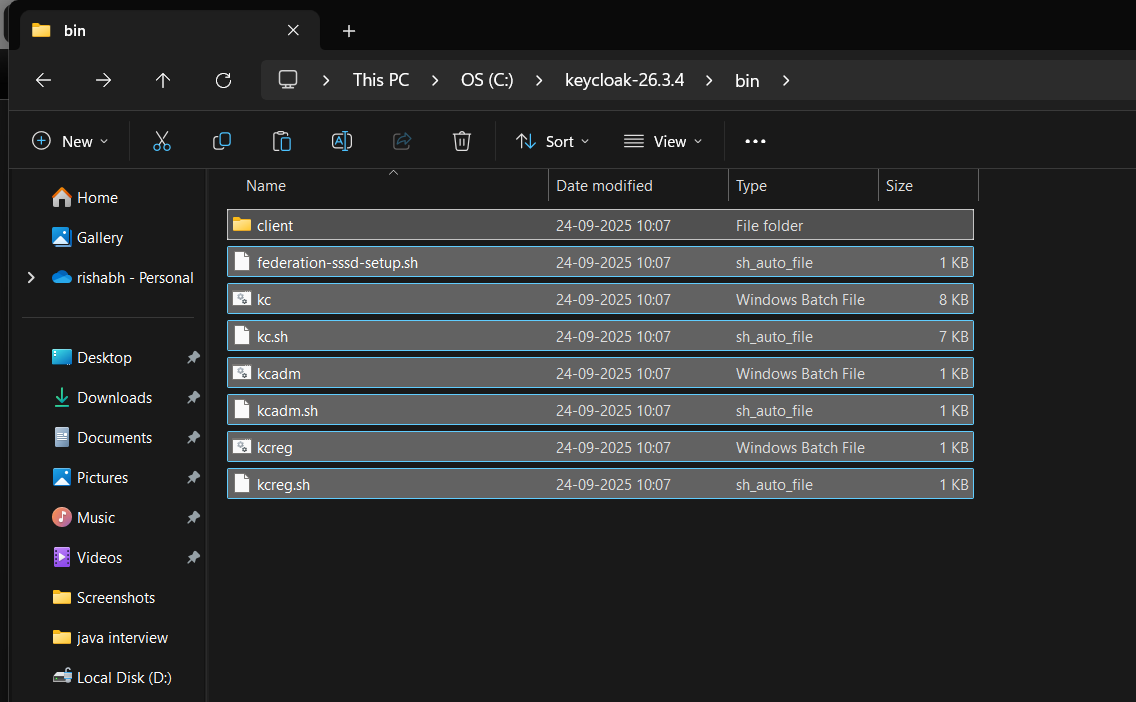 bin
This PC OS (C:) keycloak-26.3.4 bin
New Sort View
Home
Gallery
rishabh - Personal
Desktop
Downloads
Documents
Pictures
Music
Videos
Screenshots
java interview
Local Disk (D:)
Name Date modified Type Size
client 24-09-2025 10:07 File folder
federation-sssd-setup.sh 24-09-2025 10:07 sh_auto_file 1 KB
kc 24-09-2025 10:07 Windows Batch File 8 KB
kc.sh 24-09-2025 10:07 sh_auto_file 7 KB
kcadm 24-09-2025 10:07 Windows Batch File 1 KB
kcadm.sh 24-09-2025 10:07 sh_auto_file 1 KB
kcreg 24-09-2025 10:07 Windows Batch File 1 KB
kcreg.sh 24-09-2025 10:07 sh_auto_file 1 KB